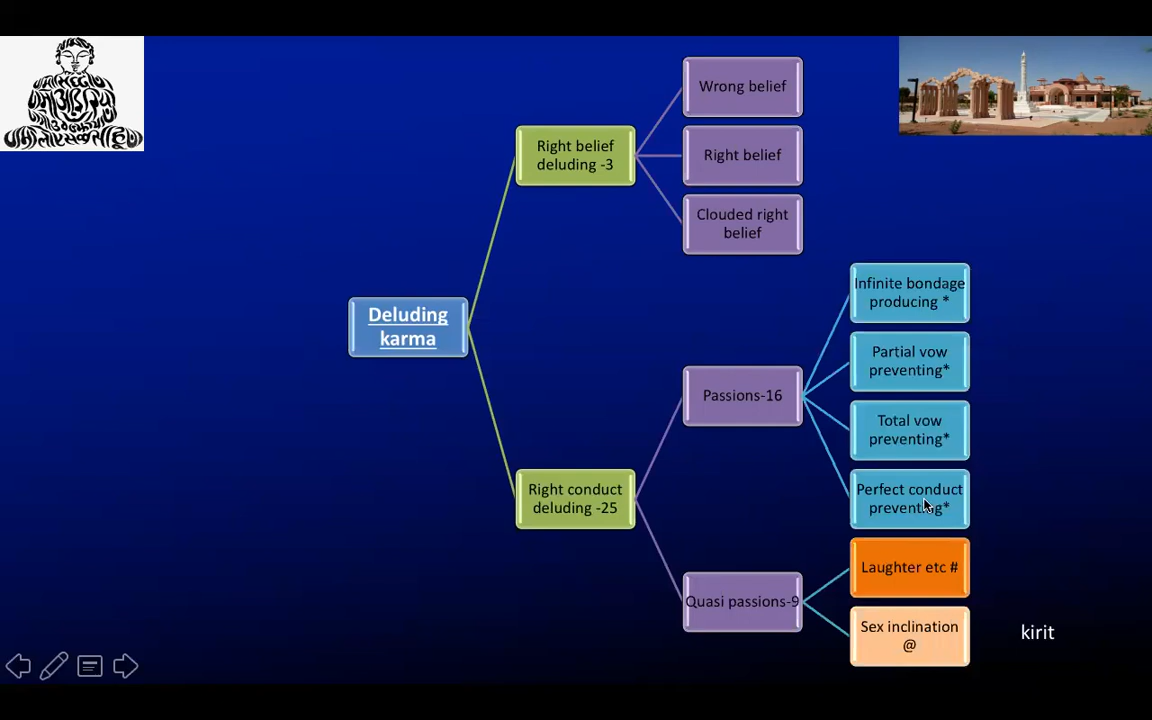 Wrong belief
Right belief
deluding -3
Right belief
Clouded right
belief
Infinite bondage
producing *
Deluding
karma
Partial vow
preventing*
Passions-16
Total vow
preventing*
Right conduct
deluding -25
Perfect conduct
preventing*
Laughter etc #
Quasi passions-9
Sex inclination
@
kirit